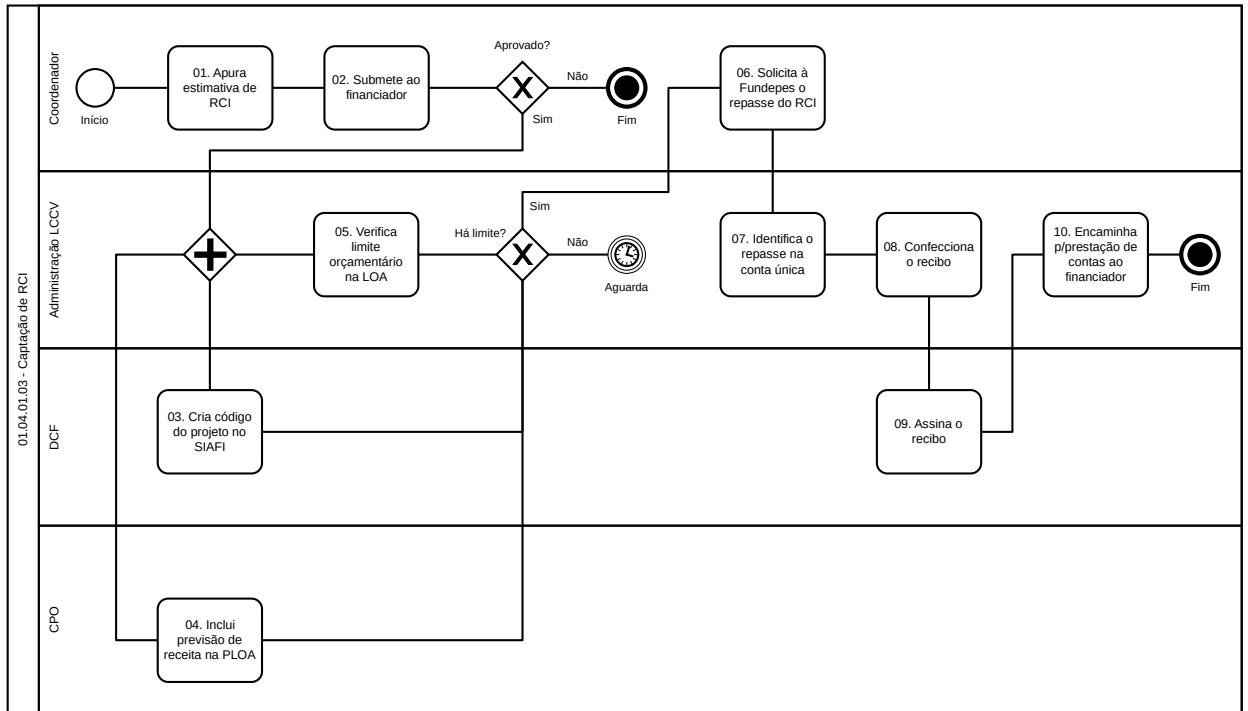 01.04.01.03 - Captação de RCI
Coordenador
Início
01. Apura
estimativa de
RCI
02. Submete ao
financiador
Aprovado?
Não
Sim
Fim
06. Solicita à
Fundepes o
repasse do RCI
Administração LCCV
05. Verifica
limite
orçamentário
na LOA
Há limite?
Sim
Não
Aguarda
07. Identifica o
repasse na
conta única
08. Confecciona
o recibo
10. Encaminha
p/prestação de
contas ao
financiador
Fim
DCF
03. Cria código
do projeto no
SIAFI
09. Assina o
recibo
CPO
04. Inclui
previsão de
receita na PLOA